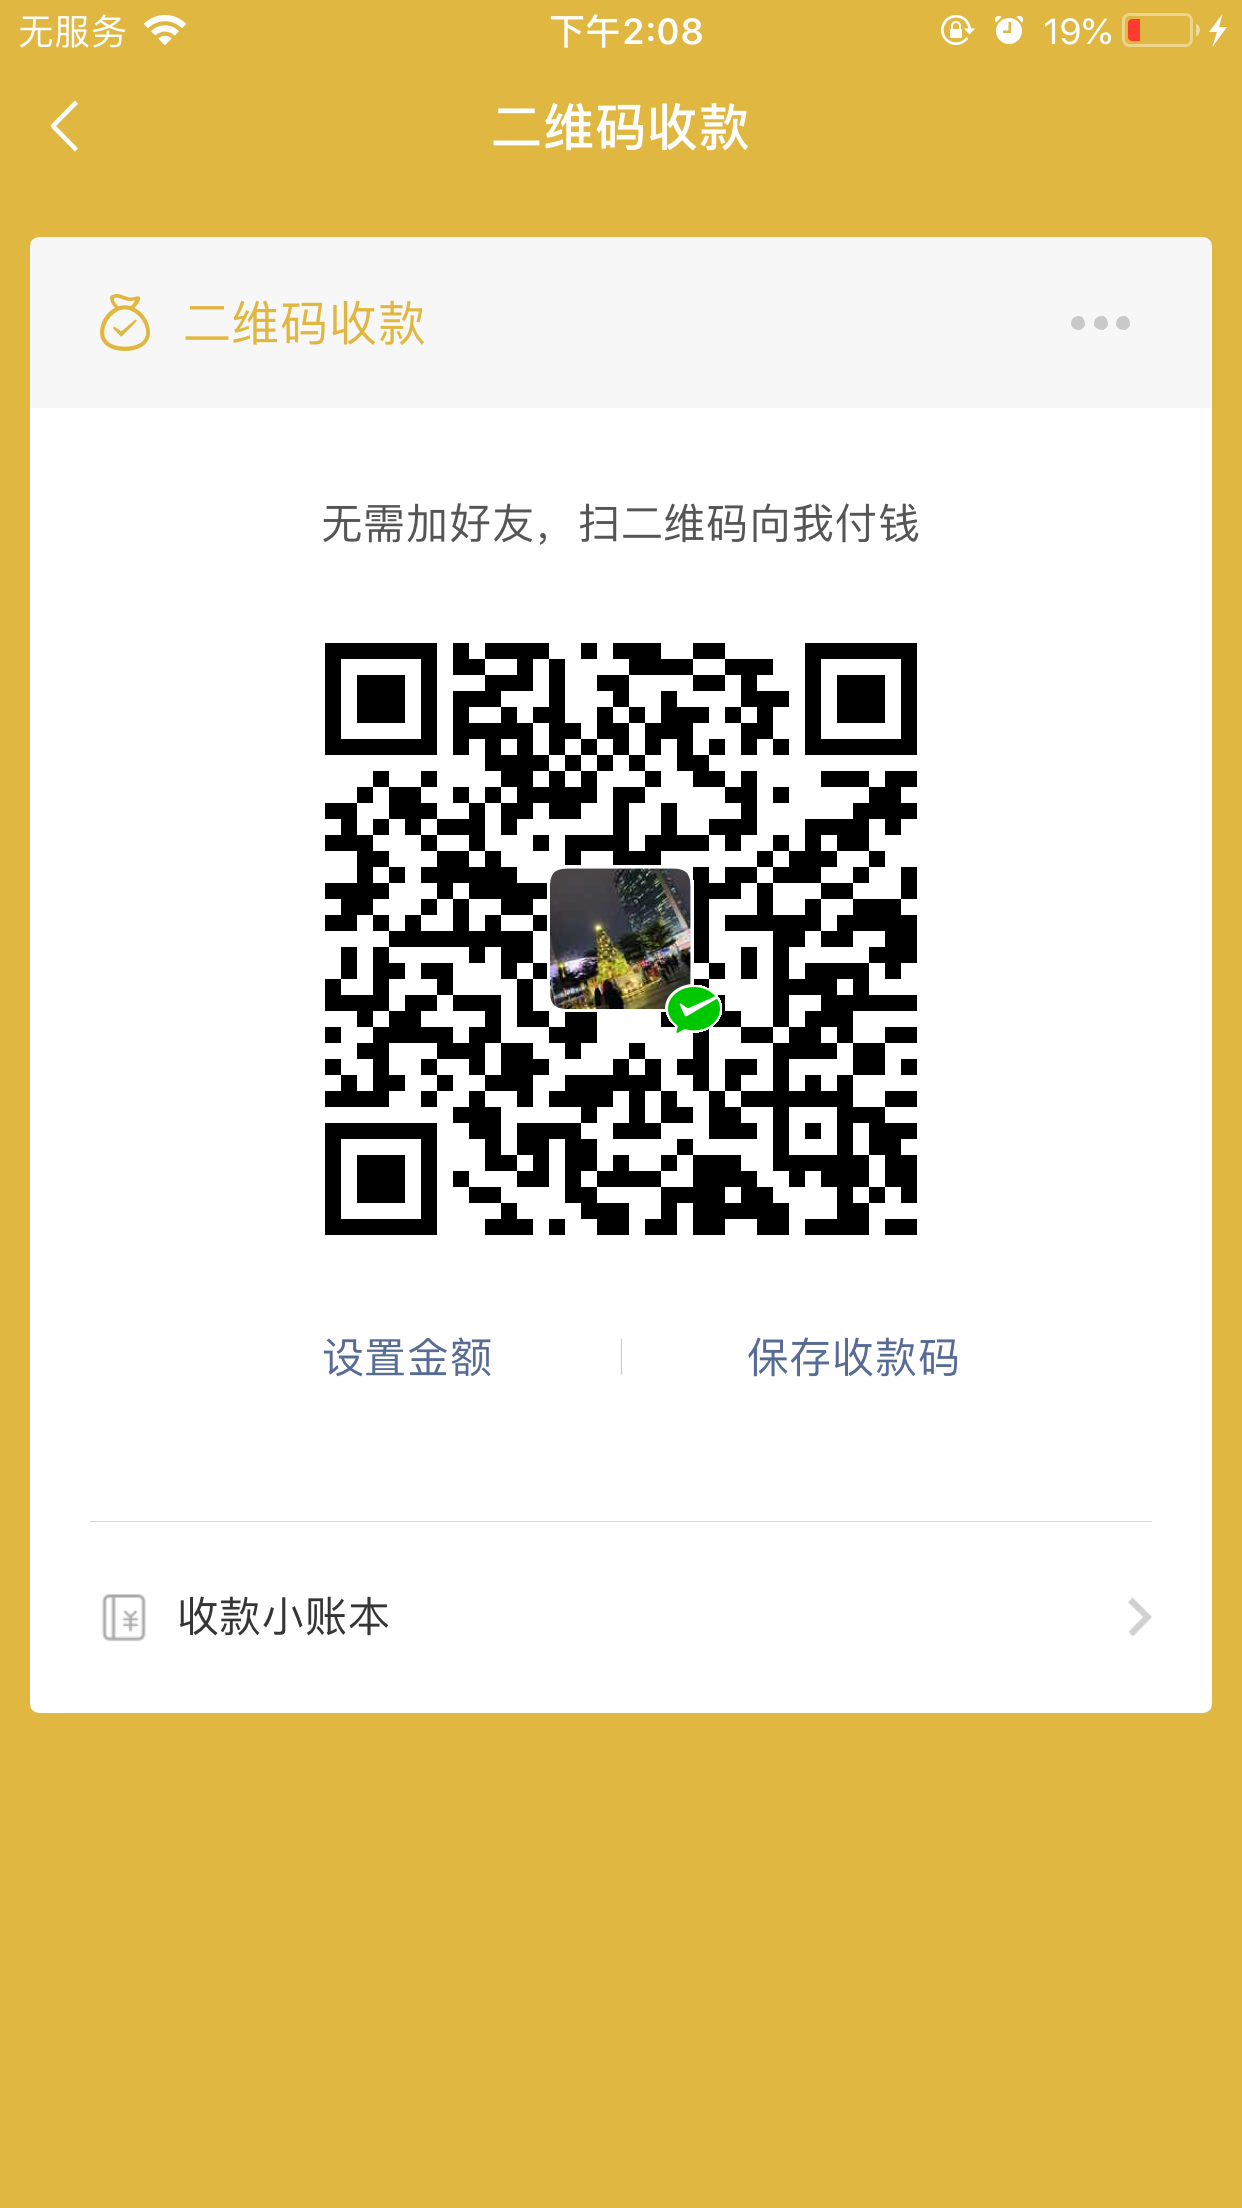 无服务 下午2:08 19%
二维码收款
二维码收款
无需加好友，扫二维码向我付钱
设置金额 保存收款码
收款小账本